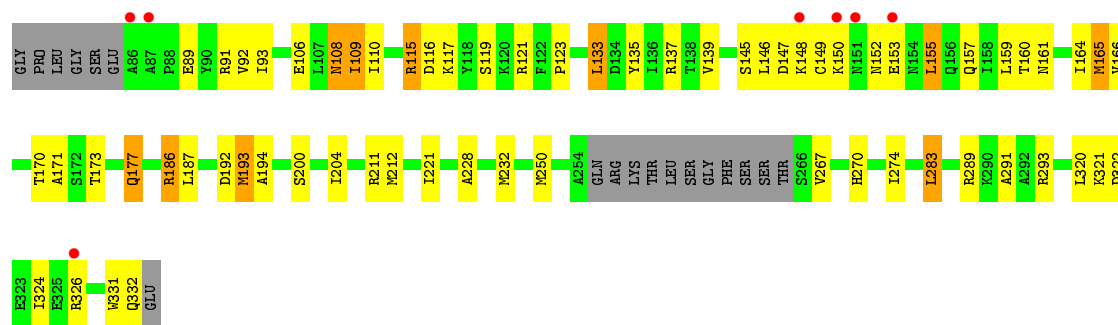 GLY PRO LEU GLY SER GLU A86 A87 P88 E89 Y90 R91 V92 I93 E106 L107 N108 I109 I110 R115 D116 K117 Y118 S119 K120 R121 F122 P123 L133 D134 Y135 I136 R137 T138 V139 S145 L146 D147 K148 C149 K150 N151 N152 E153 N154 L155 Q156 Q157 I158 L159 T160 N161 I164 M165
T170 A171 S172 T173 Q177 R186 L187 D192 M193 A194 S200 I204 R211 M212 I221 A228 M232 M250 A254 GLN ARG LYS THR LEU SER GLY PHE SER SER THR S266 V267 H270 I274 L283 R289 K290 A291 A292 R293 L320 K321
E323 I324 E325 R326 W331 Q332 GLU